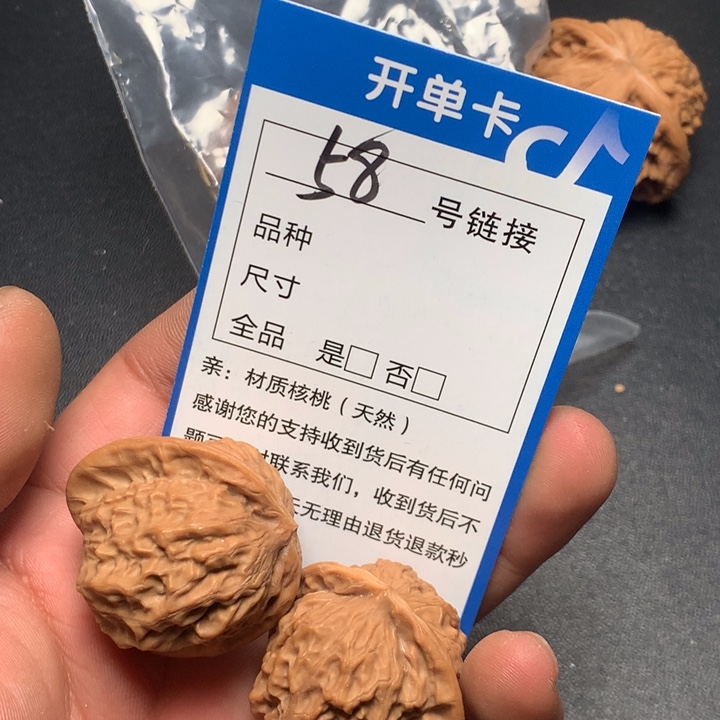 开单卡
58 号链接
品种
尺寸
全品 是□ 否□
亲：材质核桃（天然）
感谢您的支持收到货后有任何问
题 时联系我们，收到货后不
无理由退货退款秒